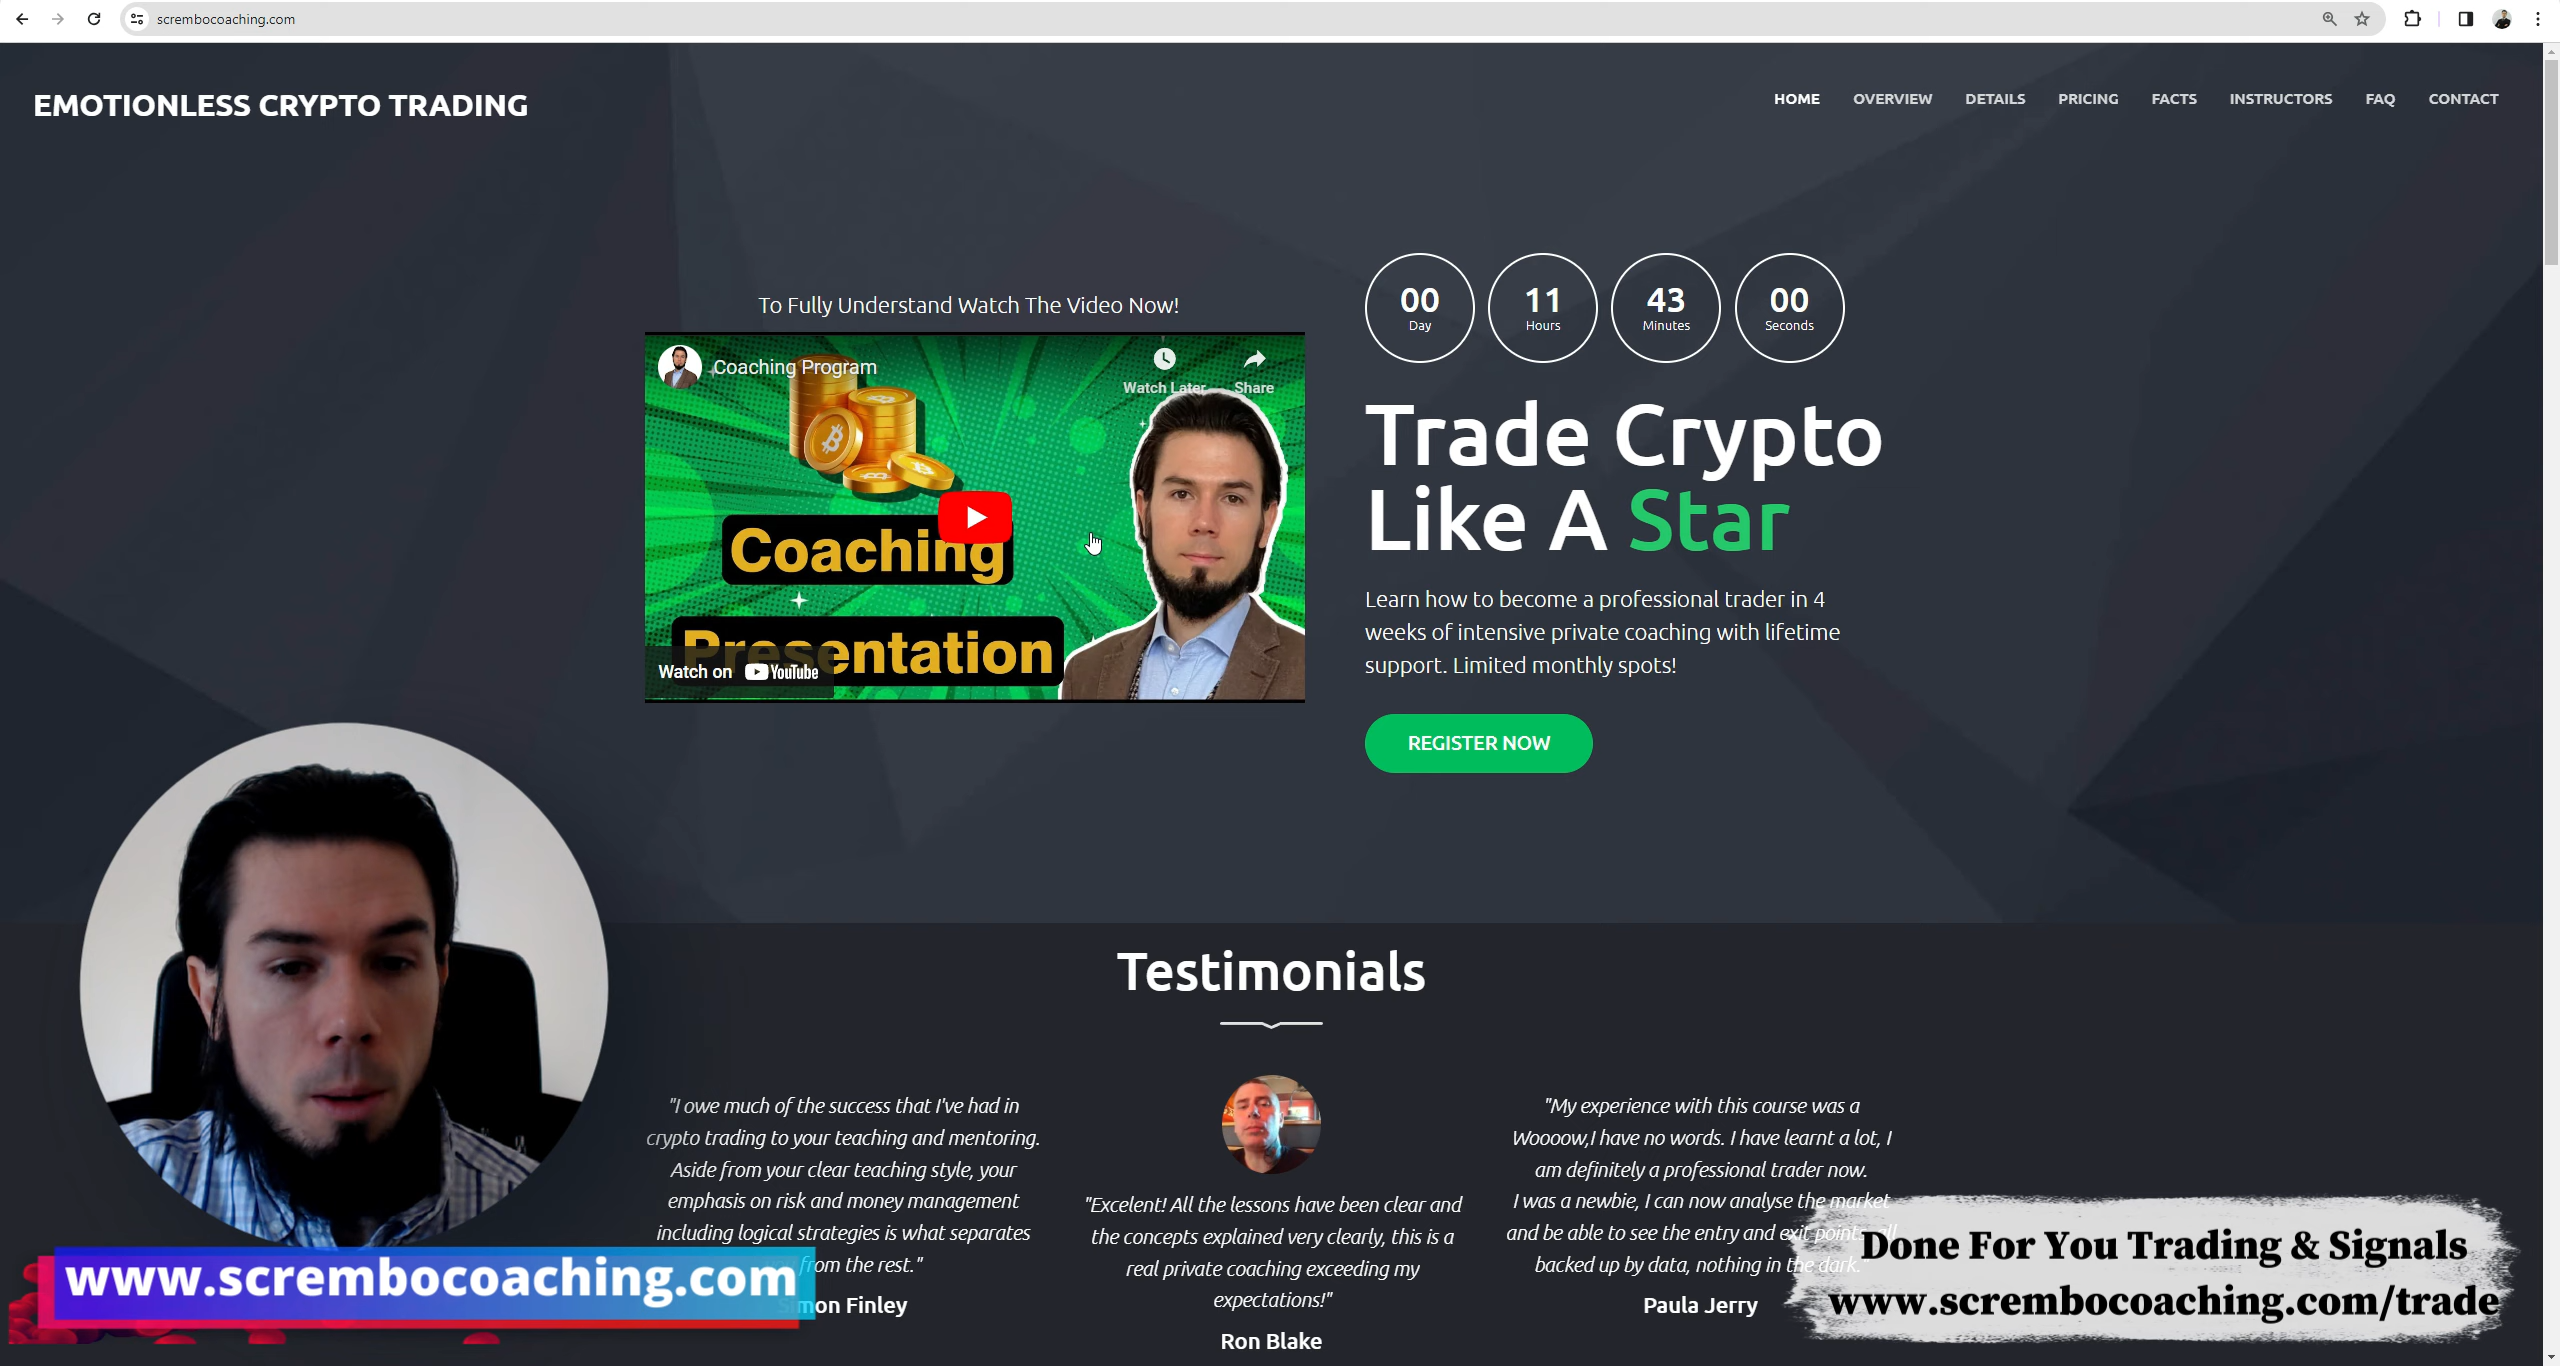 scrembocoaching.com
EMOTIONLESS CRYPTO TRADING
HOME OVERVIEW DETAILS PRICING FACTS INSTRUCTORS FAQ CONTACT
To Fully Understand Watch The Video Now!
Coaching Program
Watch Later
Share
Coaching
Presentation
Watch on YouTube
00 11 43 00
Day Hours Minutes Seconds
Trade Crypto
Like A Star
Learn how to become a professional trader in 4
weeks of intensive private coaching with lifetime
support. Limited monthly spots!
REGISTER NOW
Testimonials
"I owe much of the success that I've had in
crypto trading to your teaching and mentoring.
Aside from your clear teaching style, your
emphasis on risk and money management
including logical strategies is what separates
from the rest."
Simon Finley
"Excelent! All the lessons have been clear and
the concepts explained very clearly, this is a
real private coaching exceeding my
expectations!"
Ron Blake
"My experience with this course was a
Woooow,I have no words. I have learnt a lot, I
am definitely a professional trader now.
I was a newbie, I can now analyse the market
and be able to see the entry and exit points, all
backed up by data, nothing in the dark."
Paula Jerry
www.scrembocoaching.com
Done For You Trading & Signals
www.scrembocoaching.com/trade